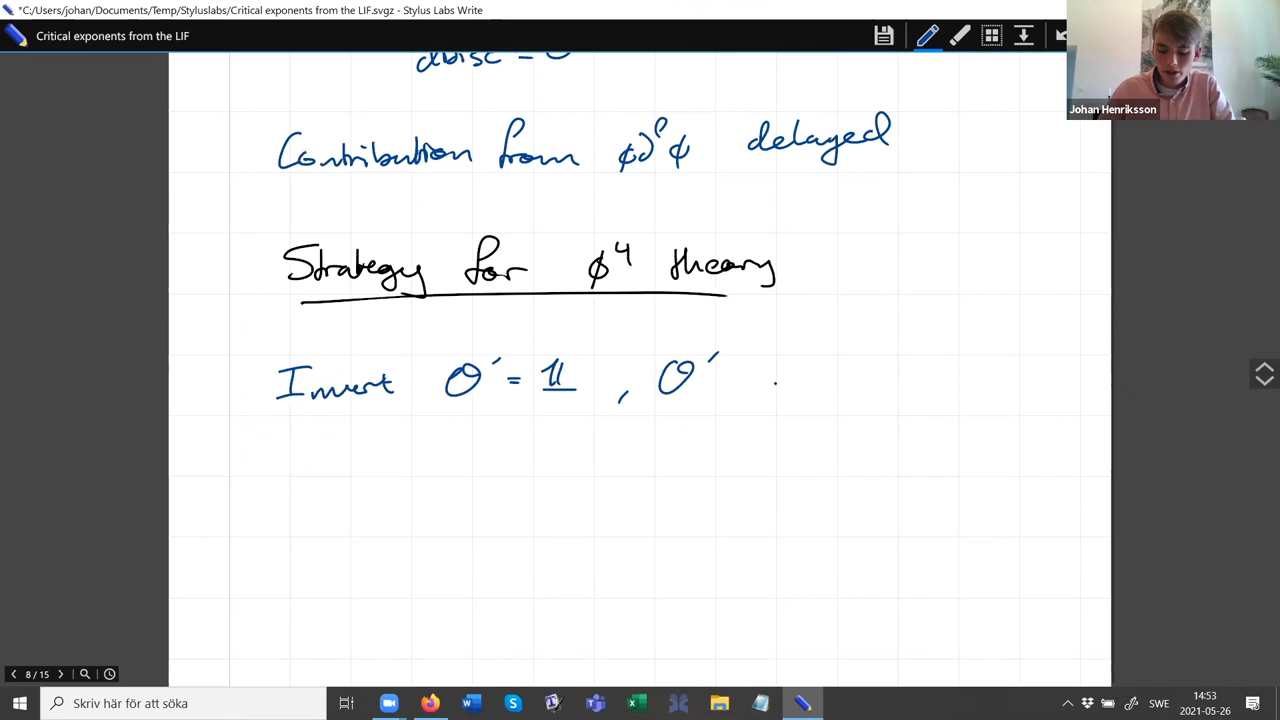 *C:/Users/johan/Documents/Temp/Styluslabs/Critical exponents from the LIF.svgz - Stylus Labs Write
Critical exponents from the LIF
Johan Henriksson
Contribution from ϕ∂^ℓϕ delayed
Strategy for ϕ⁴ theory
Invert O′ = 𝟙 , O′
8/15
Skriv här för att söka
SWE
14:53
2021-05-26